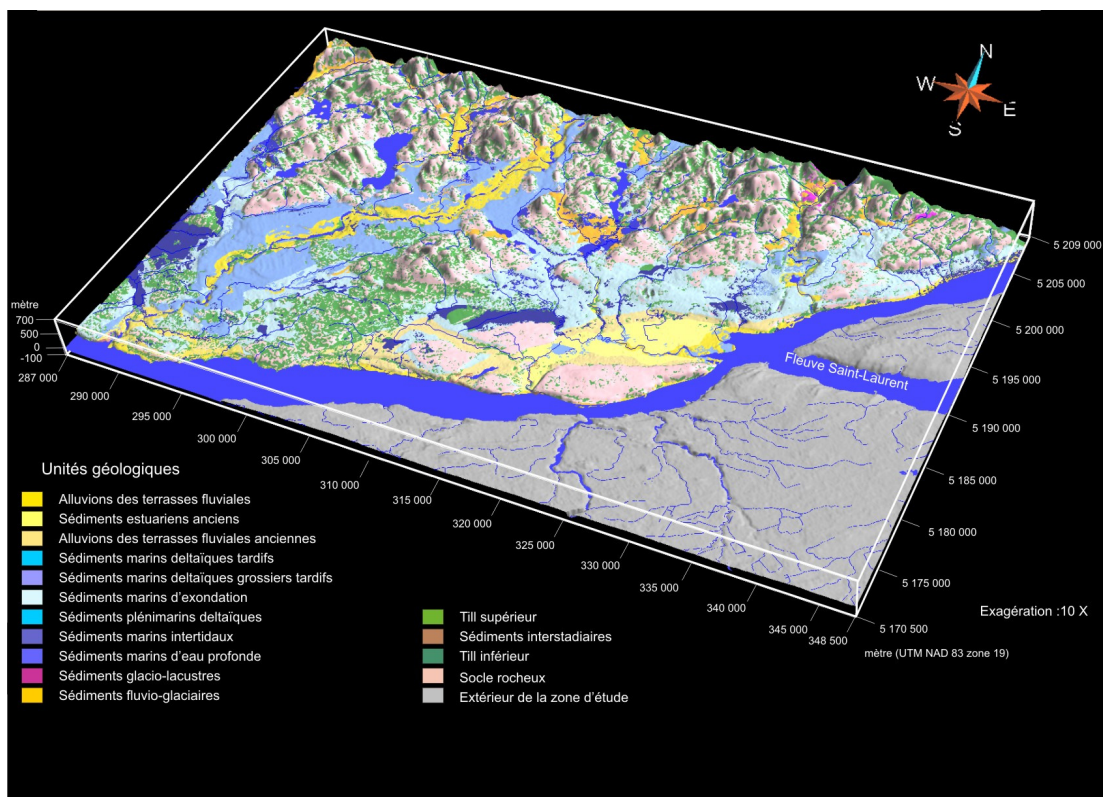 N
W
E
S
5 209 000
5 205 000
5 200 000
5 195 000
5 190 000
5 185 000
5 180 000
5 175 000
5 170 500
Fleuve Saint-Laurent
mètre
700
500
0
-100
287 000
290 000
295 000
300 000
305 000
310 000
315 000
320 000
325 000
330 000
335 000
340 000
345 000
348 500
Exagération :10 X
mètre (UTM NAD 83 zone 19)
Unités géologiques
Alluvions des terrasses fluviales
Sédiments estuariens anciens
Alluvions des terrasses fluviales anciennes
Sédiments marins deltaïques tardifs
Sédiments marins deltaïques grossiers tardifs
Sédiments marins d'exondation
Sédiments plénimarins deltaïques
Sédiments marins intertidaux
Sédiments marins d'eau profonde
Sédiments glacio-lacustres
Sédiments fluvio-glaciaires
Till supérieur
Sédiments interstadiaires
Till inférieur
Socle rocheux
Extérieur de la zone d'étude